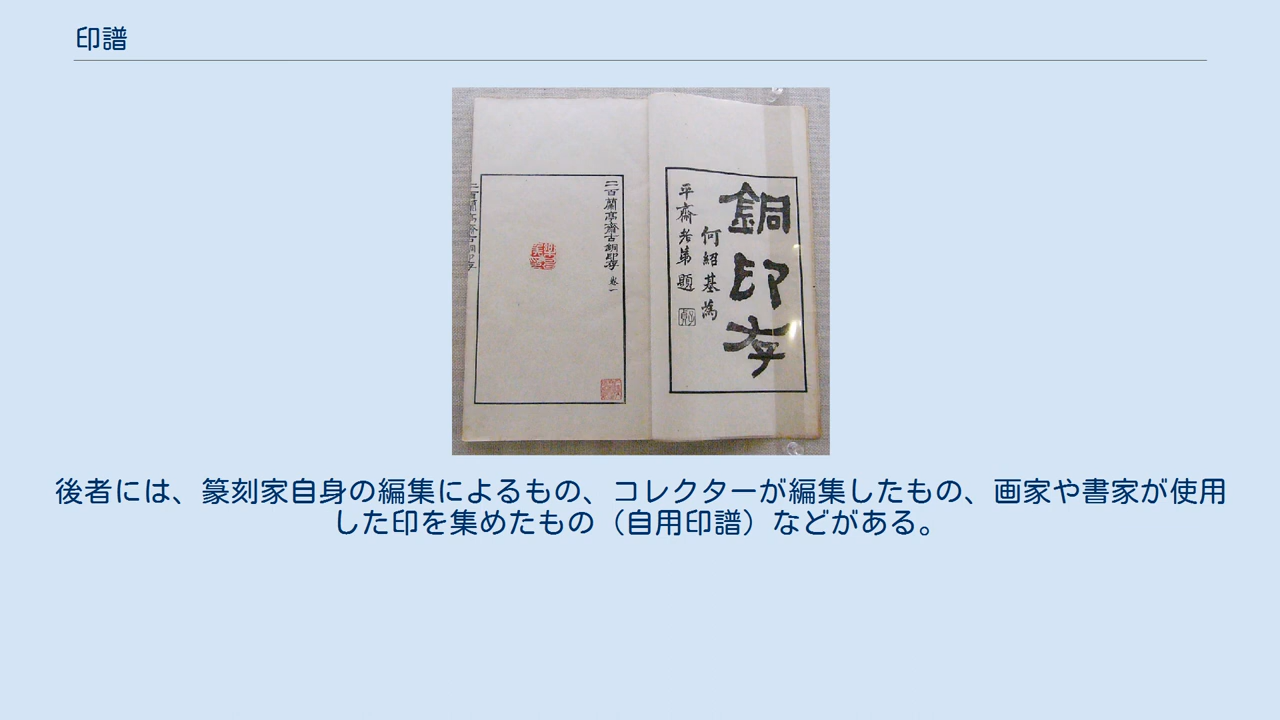 印譜
銅印存
何紹基為
平齋老弟題
二百蘭亭齋古銅印存 卷一
後者には、篆刻家自身の編集によるもの、コレクターが編集したもの、画家や書家が使用
した印を集めたもの（自用印譜）などがある。